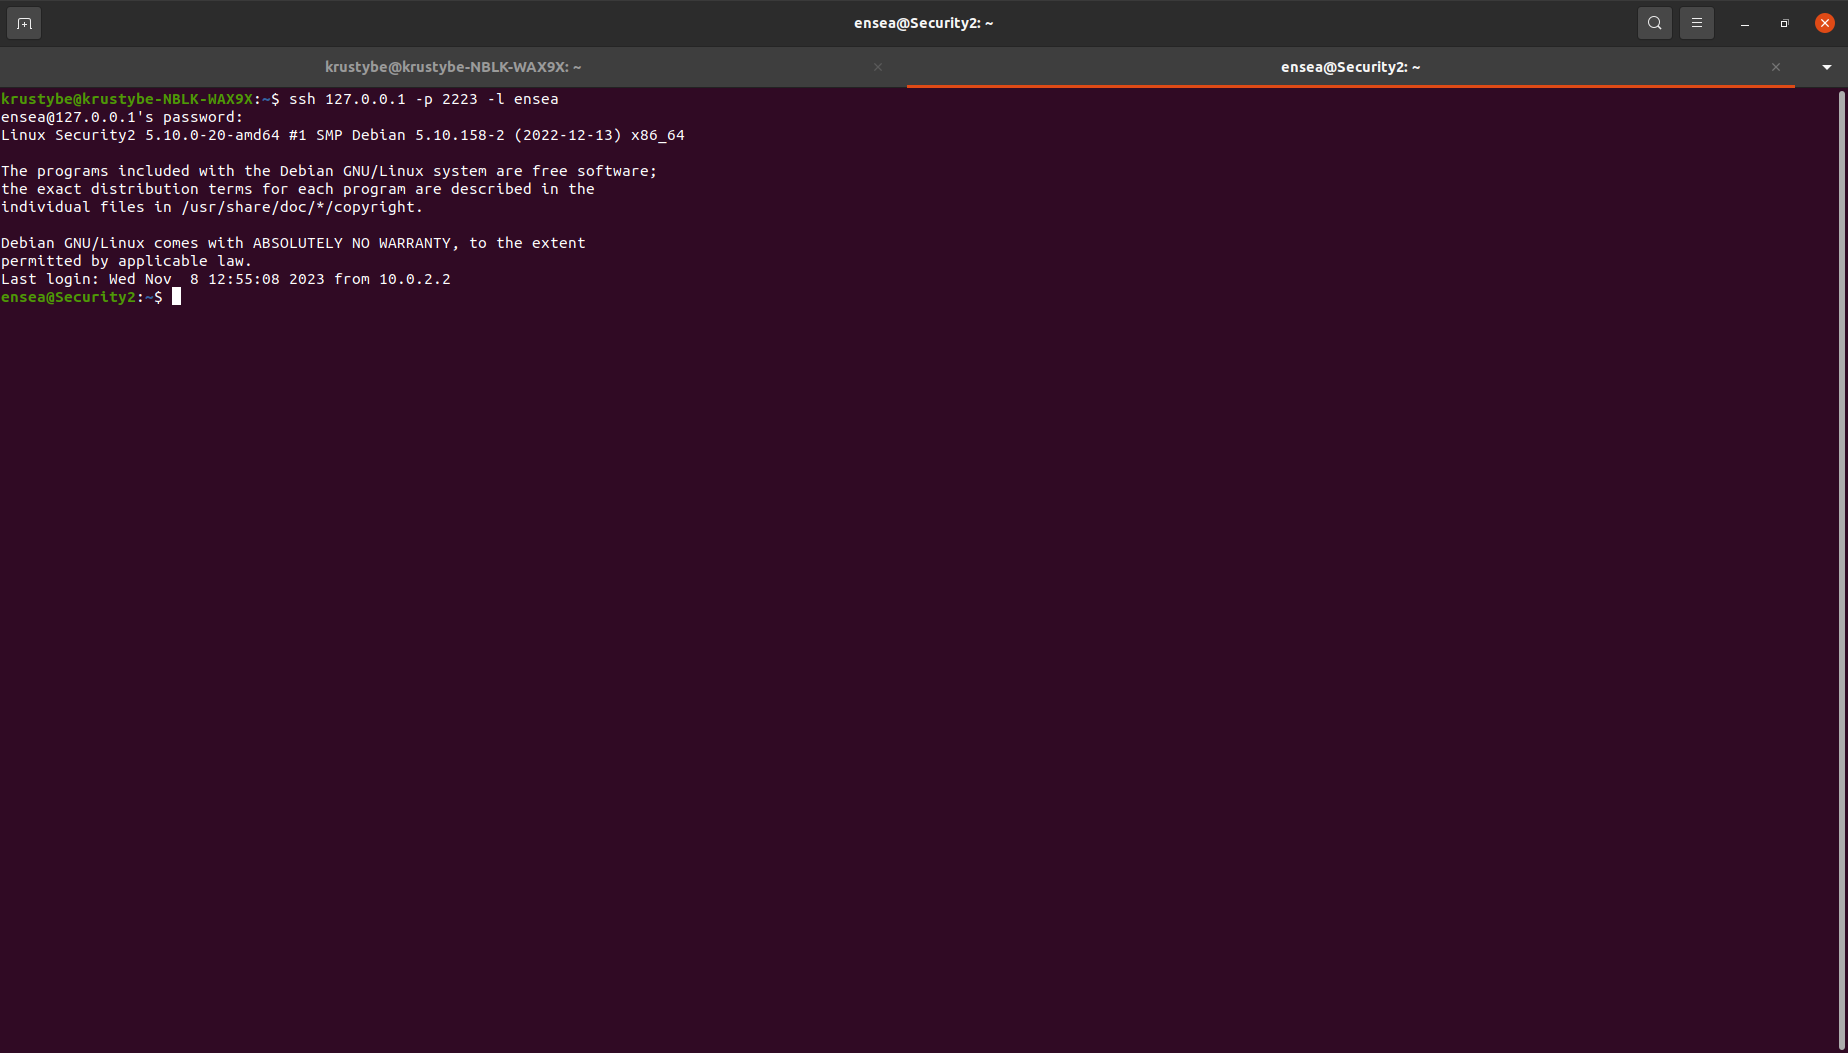 ensea@Security2: ~
krustybe@krustybe-NBLK-WAX9X: ~
ensea@Security2: ~
krustybe@krustybe-NBLK-WAX9X:~$ ssh 127.0.0.1 -p 2223 -l ensea
ensea@127.0.0.1's password:
Linux Security2 5.10.0-20-amd64 #1 SMP Debian 5.10.158-2 (2022-12-13) x86_64
The programs included with the Debian GNU/Linux system are free software;
the exact distribution terms for each program are described in the
individual files in /usr/share/doc/*/copyright.
Debian GNU/Linux comes with ABSOLUTELY NO WARRANTY, to the extent
permitted by applicable law.
Last login: Wed Nov  8 12:55:08 2023 from 10.0.2.2
ensea@Security2:~$